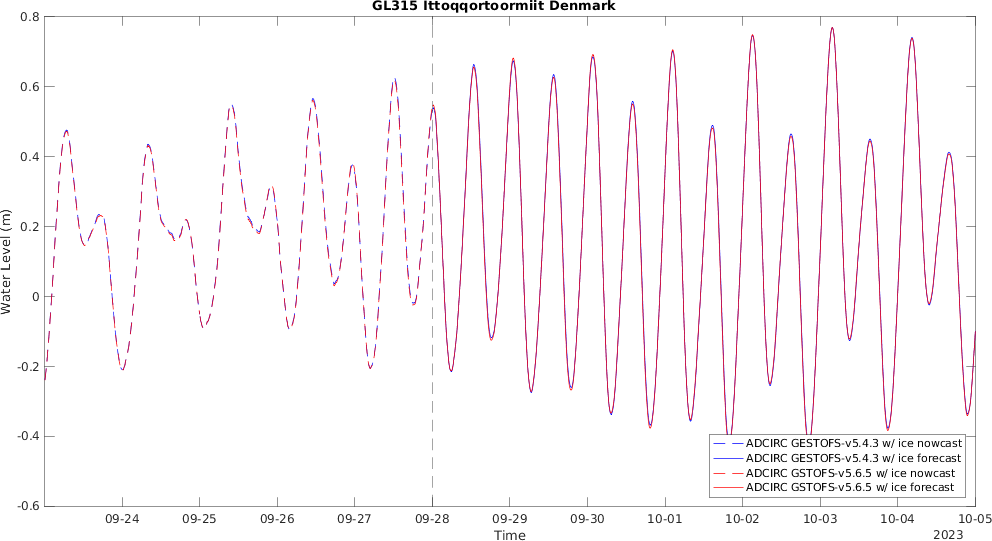 GL315 Ittoqqortoormiit Denmark
0.8
0.6
0.4
0.2
0
-0.2
-0.4
-0.6
Water Level (m)
ADCIRC GESTOFS-v5.4.3 w/ ice nowcast
ADCIRC GESTOFS-v5.4.3 w/ ice forecast
ADCIRC GSTOFS-v5.6.5 w/ ice nowcast
ADCIRC GSTOFS-v5.6.5 w/ ice forecast
09-24 09-25 09-26 09-27 09-28 09-29 09-30 10-01 10-02 10-03 10-04 10-05
Time
2023